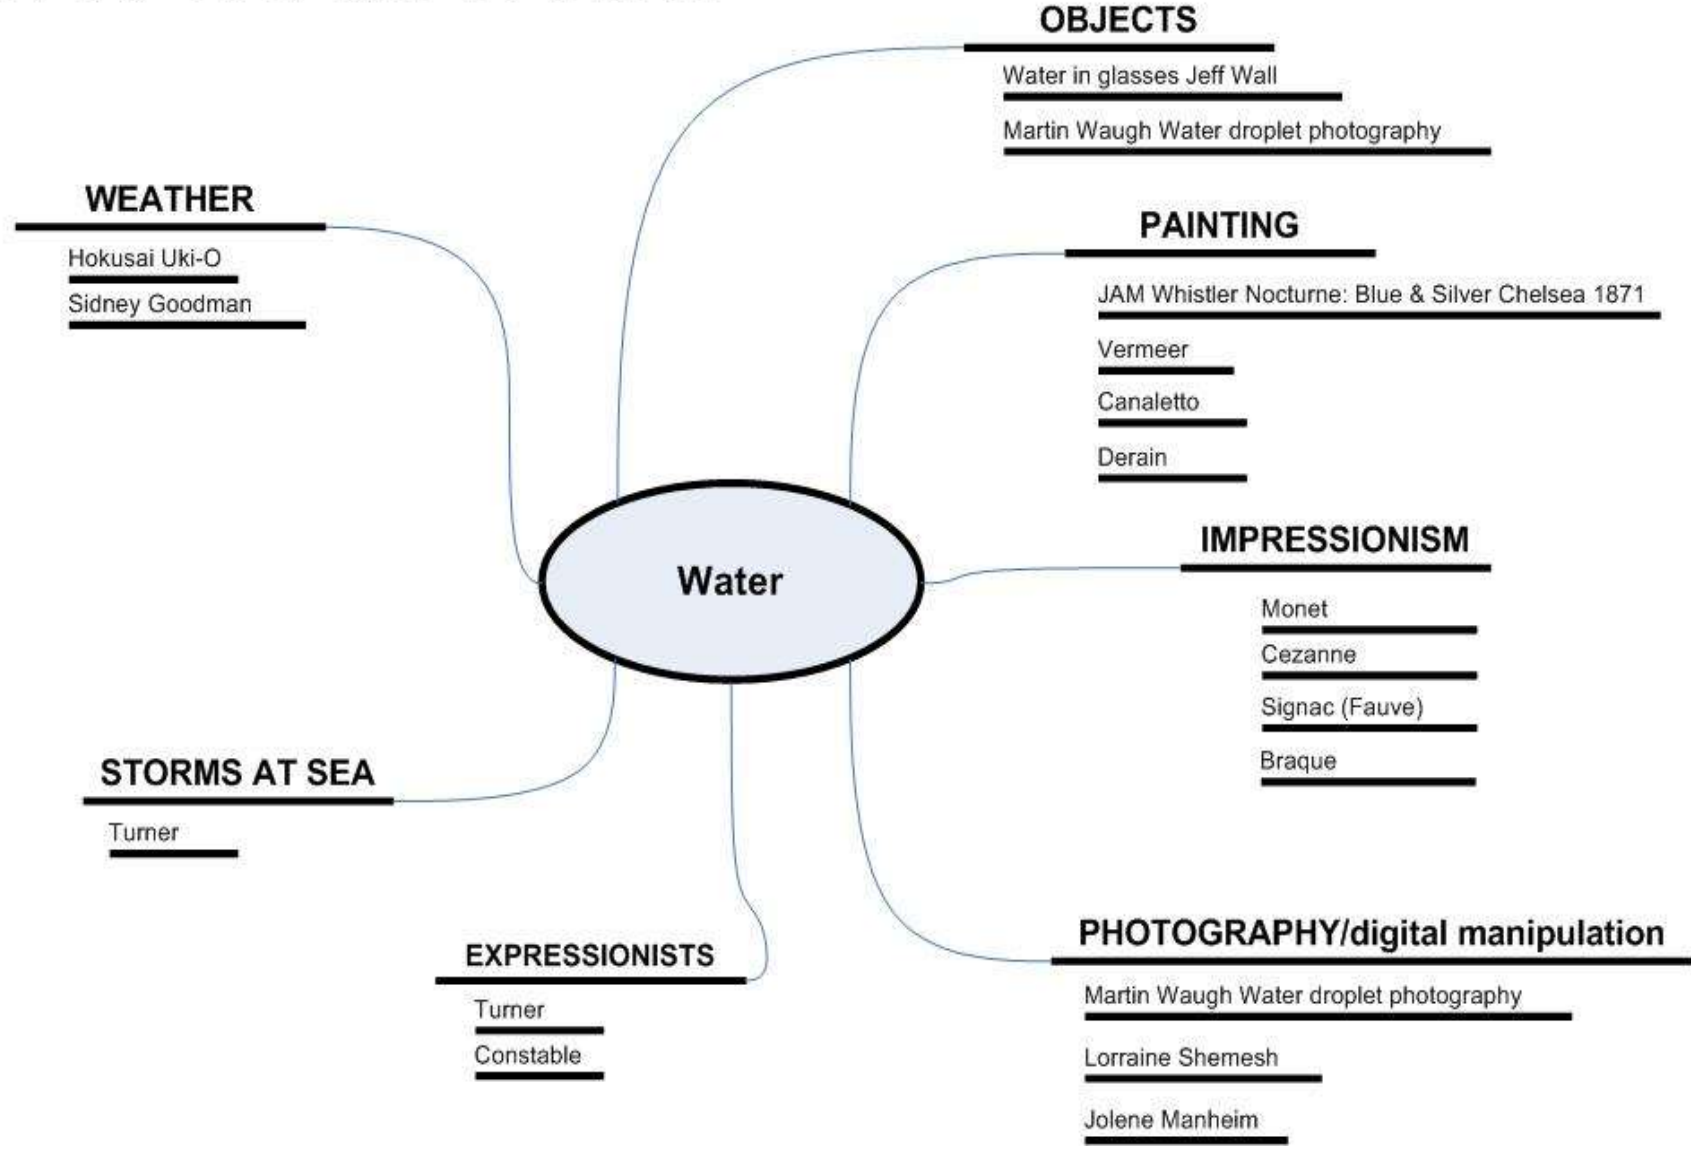 OBJECTS
Water in glasses Jeff Wall
Martin Waugh Water droplet photography
WEATHER
Hokusai Uki-O
Sidney Goodman
PAINTING
JAM Whistler Nocturne: Blue & Silver Chelsea 1871
Vermeer
Canaletto
Derain
Water
IMPRESSIONISM
Monet
Cezanne
Signac (Fauve)
Braque
STORMS AT SEA
Turner
EXPRESSIONISTS
Turner
Constable
PHOTOGRAPHY/digital manipulation
Martin Waugh Water droplet photography
Lorraine Shemesh
Jolene Manheim